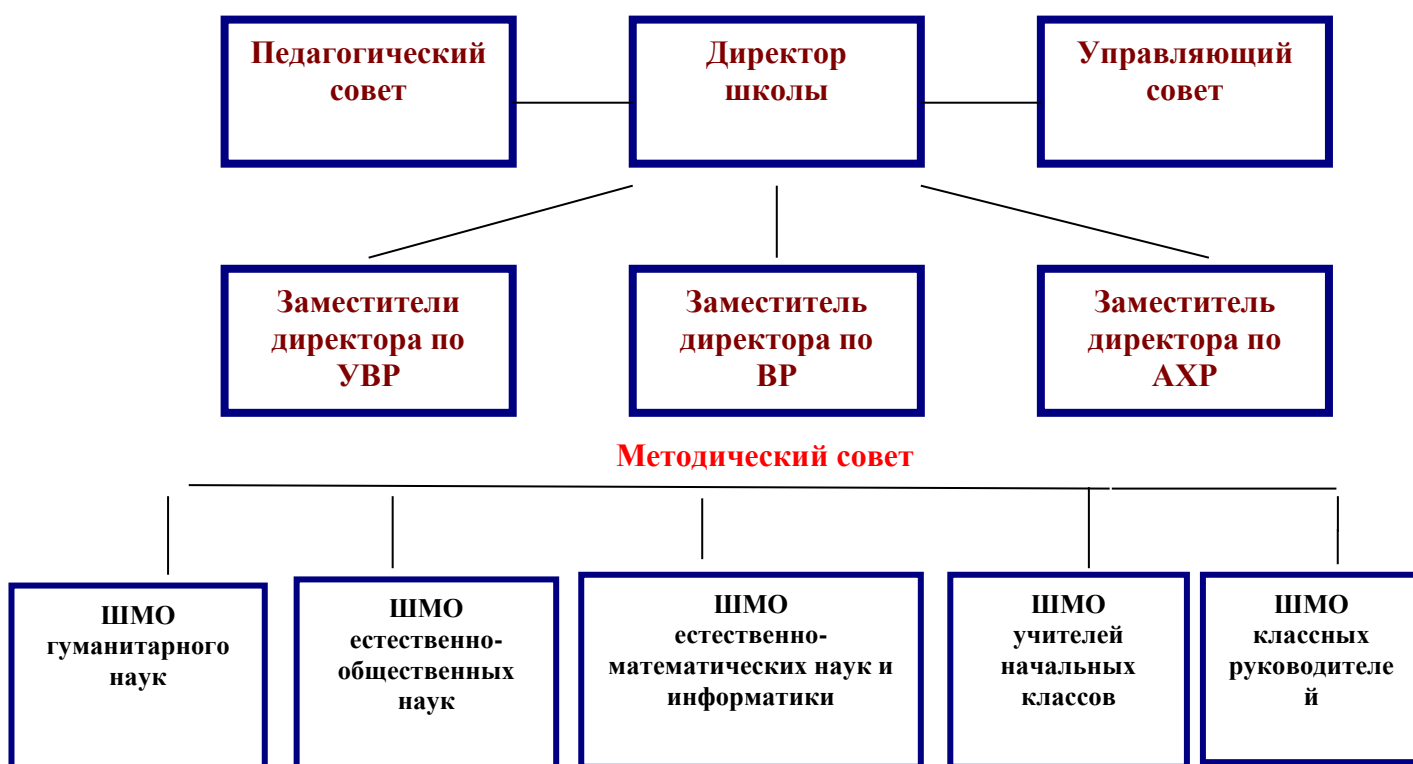 Педагогический
совет
Директор
школы
Управляющий
совет
Заместители
директора по
УВР
Заместитель
директора по
ВР
Заместитель
директора по
АХР
Методический совет
ШМО
гуманитарного
наук
ШМО
естественно-
общественных
наук
ШМО
естественно-
математических наук и
информатики
ШМО
учителей
начальных
классов
ШМО
классных
руководителе
й